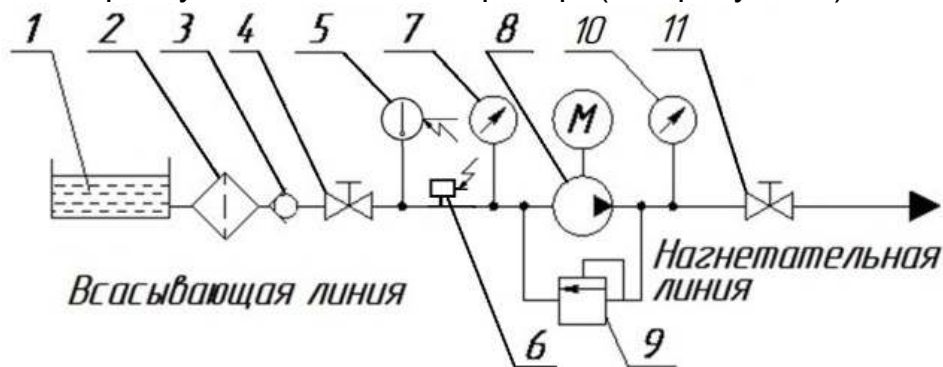 1 2 3 4 5 7 8 10 11
M
Всасывающая линия
Нагнетательная
линия
6 9